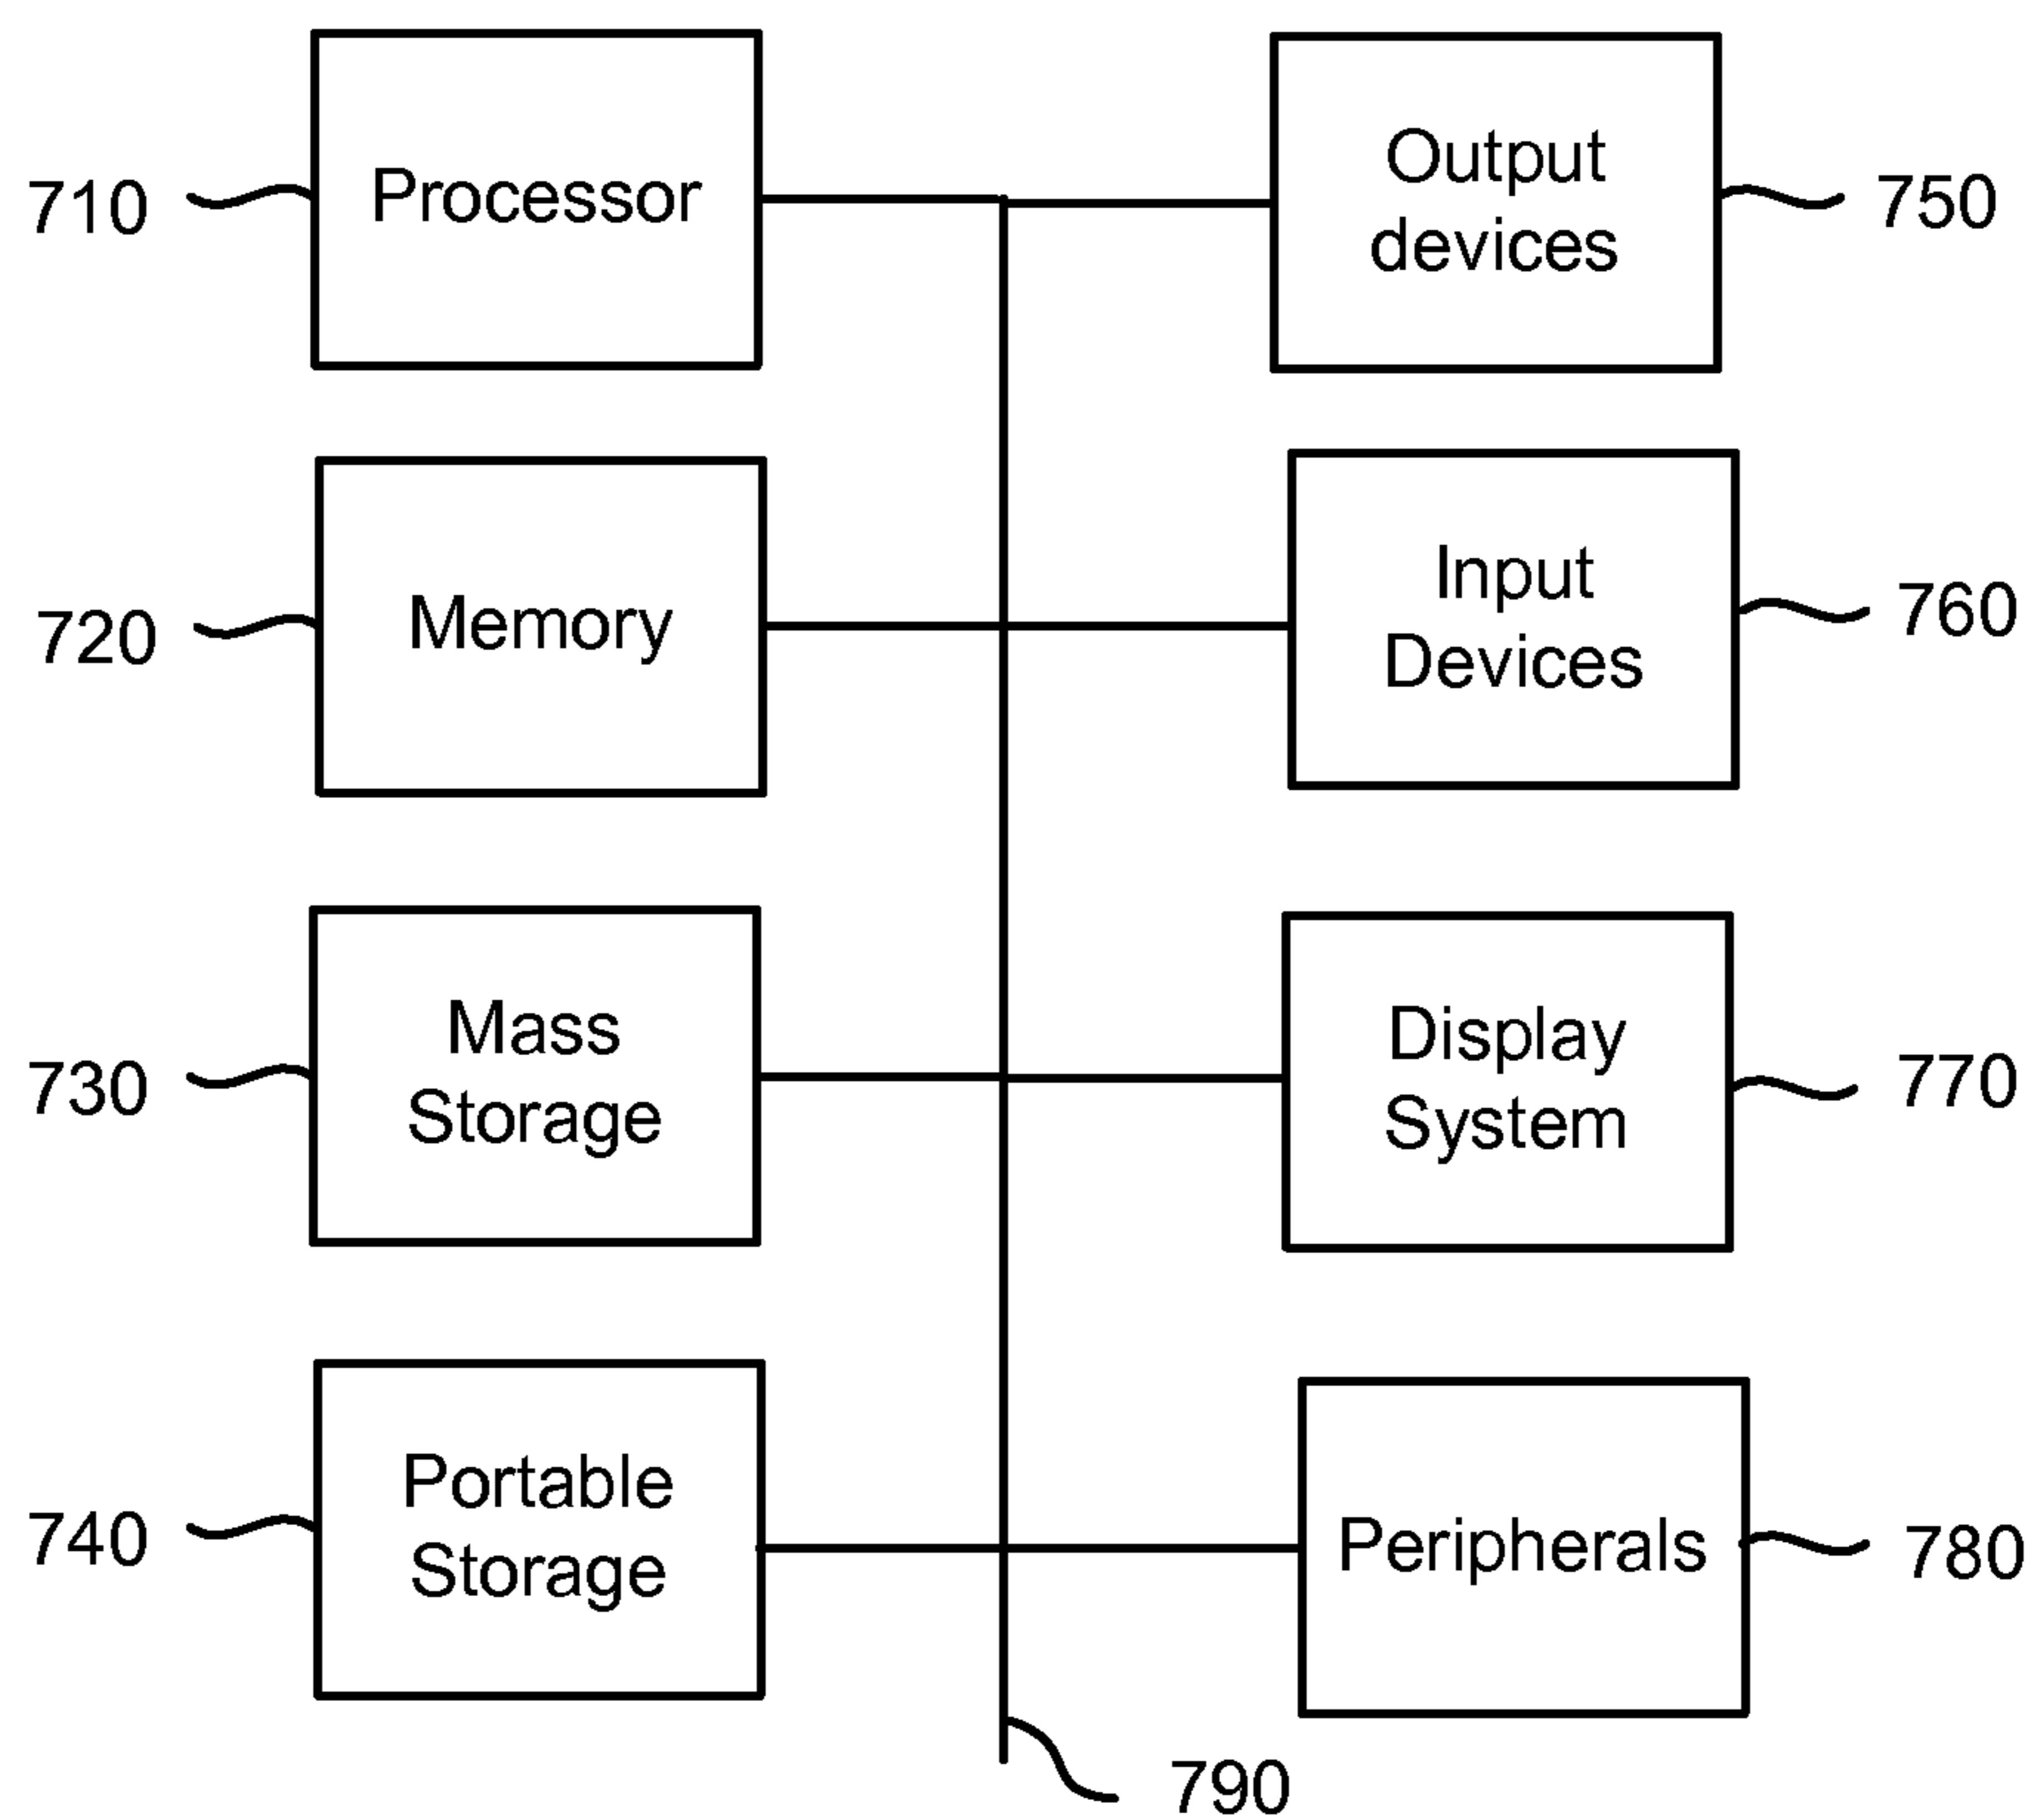 710
Processor
Output
devices
750
720
Memory
Input
Devices
760
730
Mass
Storage
Display
System
770
740
Portable
Storage
Peripherals
780
790